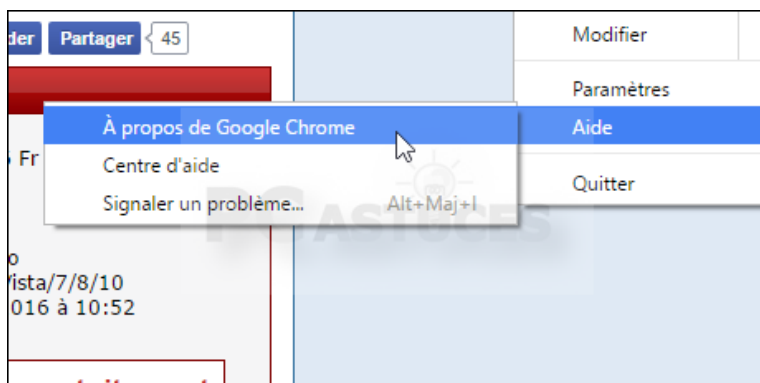 der Partager 45
Modifier
Paramètres
À propos de Google Chrome
Aide
Fr
Centre d'aide
Quitter
Signaler un problème... Alt+Maj+I
PC ASTUCES
o
Vista/7/8/10
016 à 10:52